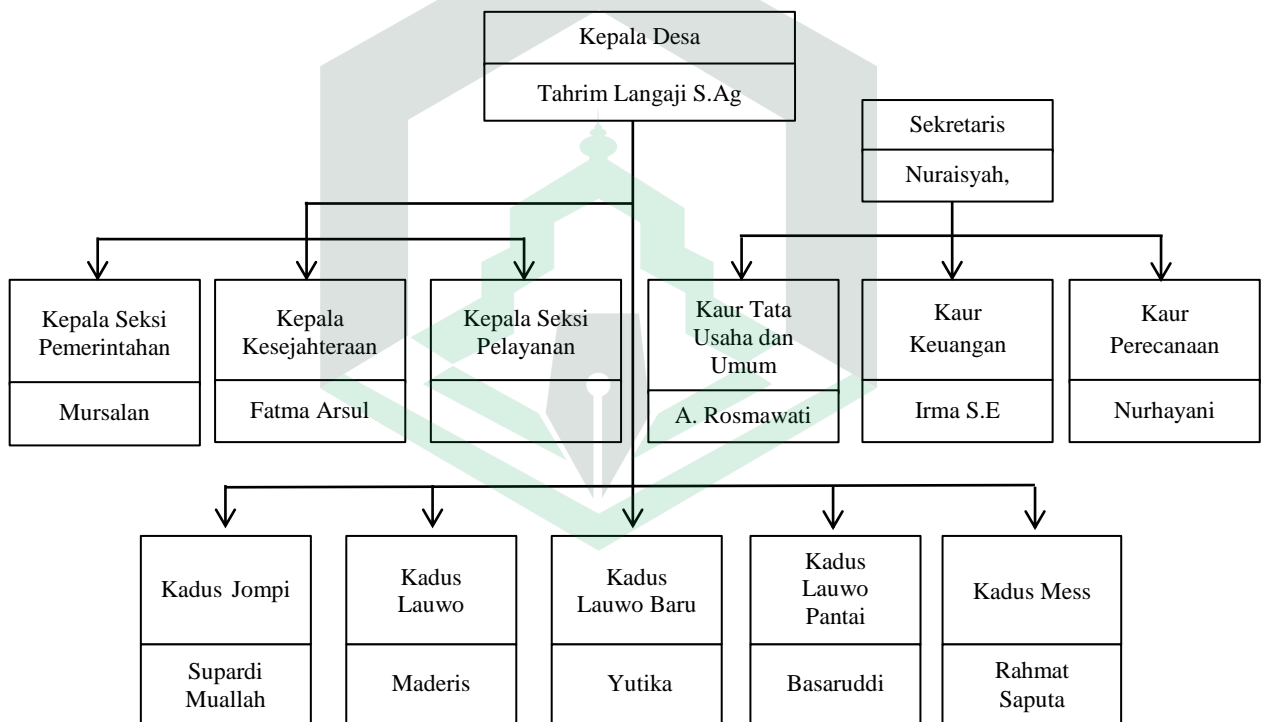 Kepala Desa
Tahrim Langaji S.Ag
Sekretaris
Nuraisyah,
Kepala Seksi
Pemerintahan
Mursalan
Kepala
Kesejahteraan
Fatma Arsul
Kepala Seksi
Pelayanan
Kaur Tata
Usaha dan
Umum
A. Rosmawati
Kaur
Keuangan
Irma S.E
Kaur
Perecanaan
Nurhayani
Kadus Jompi
Supardi
Muallah
Kadus
Lauwo
Maderis
Kadus
Lauwo Baru
Yutika
Kadus
Lauwo
Pantai
Basaruddi
Kadus Mess
Rahmat
Saputa